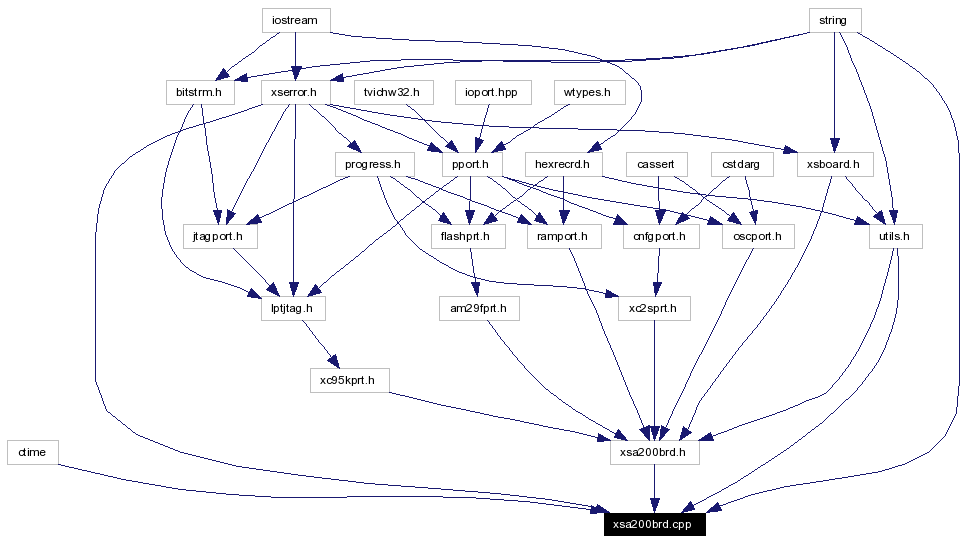 iostream
string
bitstrm.h
xserror.h
tvichw32.h
ioport.hpp
wtypes.h
progress.h
pport.h
hexrecrd.h
cassert
cstdarg
xsboard.h
jtagport.h
flashprt.h
ramport.h
cnfgport.h
oscport.h
utils.h
lptjtag.h
am29fprt.h
xc2sprt.h
xc95kprt.h
ctime
xsa200brd.h
xsa200brd.cpp